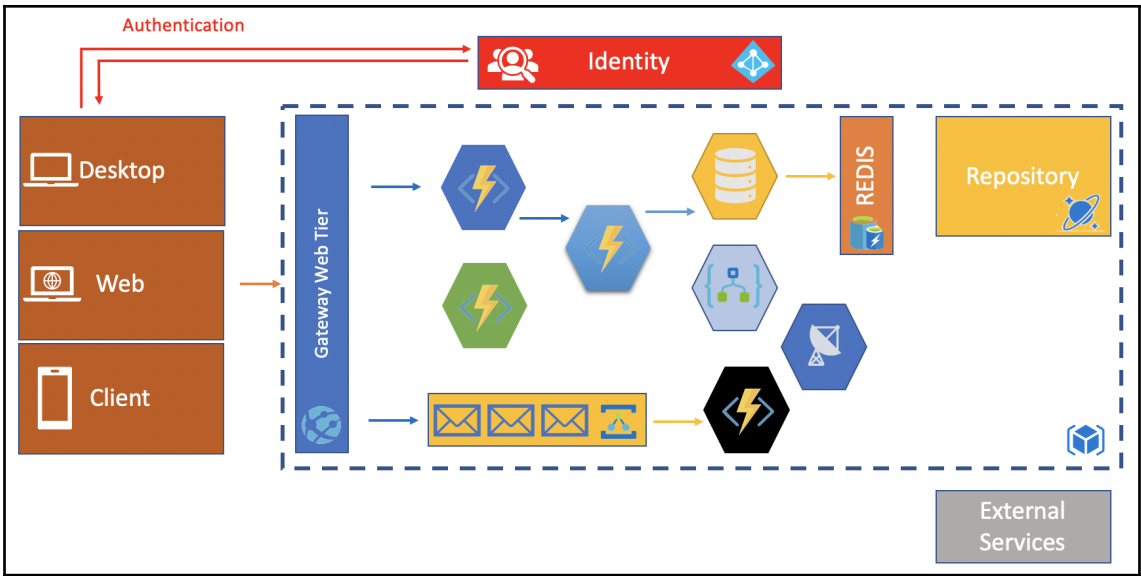 Authentication
Identity
Desktop
Web
Client
Gateway Web Tier
REDIS
Repository
External
Services